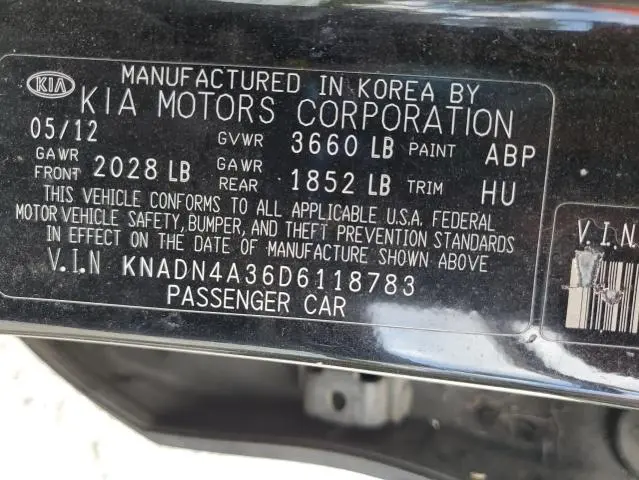 KIA MANUFACTURED IN KOREA BY
KIA MOTORS CORPORATION
05/12 GVWR 3660 LB PAINT ABP
GAWR FRONT 2028 LB GAWR REAR 1852 LB TRIM HU
THIS VEHICLE CONFORMS TO ALL APPLICABLE U.S.A. FEDERAL
MOTOR VEHICLE SAFETY, BUMPER, AND THEFT PREVENTION STANDARDS
IN EFFECT ON THE DATE OF MANUFACTURE SHOWN ABOVE
V.I.N KNADN4A36D6118783
PASSENGER CAR
V.I.N